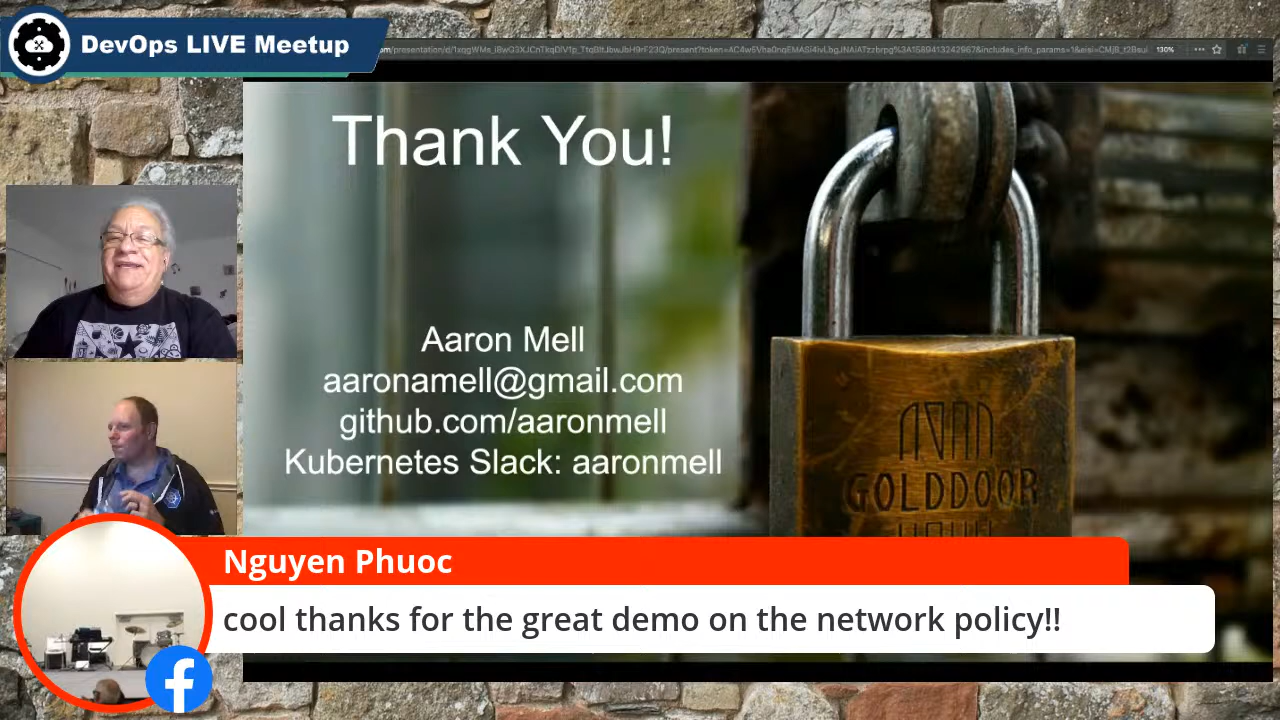 DevOps LIVE Meetup
130%
Thank You!
Aaron Mell
aaronamell@gmail.com
github.com/aaronmell
Kubernetes Slack: aaronmell
GOLDDOOR
Nguyen Phuoc
cool thanks for the great demo on the network policy!!